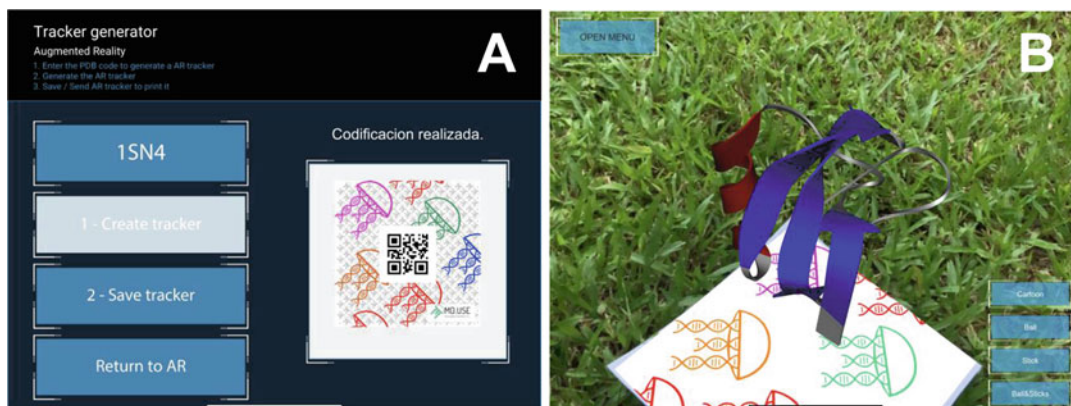 Tracker generator
Augmented Reality
1. Enter the PDB code to generate a AR tracker
2. Generate the AR tracker
3. Save / Send AR tracker to print it
A
1SN4
1 - Create tracker
2 - Save tracker
Return to AR
Codificacion realizada.
MO.USE
OPEN MENU
B
Cartoon
Ball
Stick
Ball&Sticks